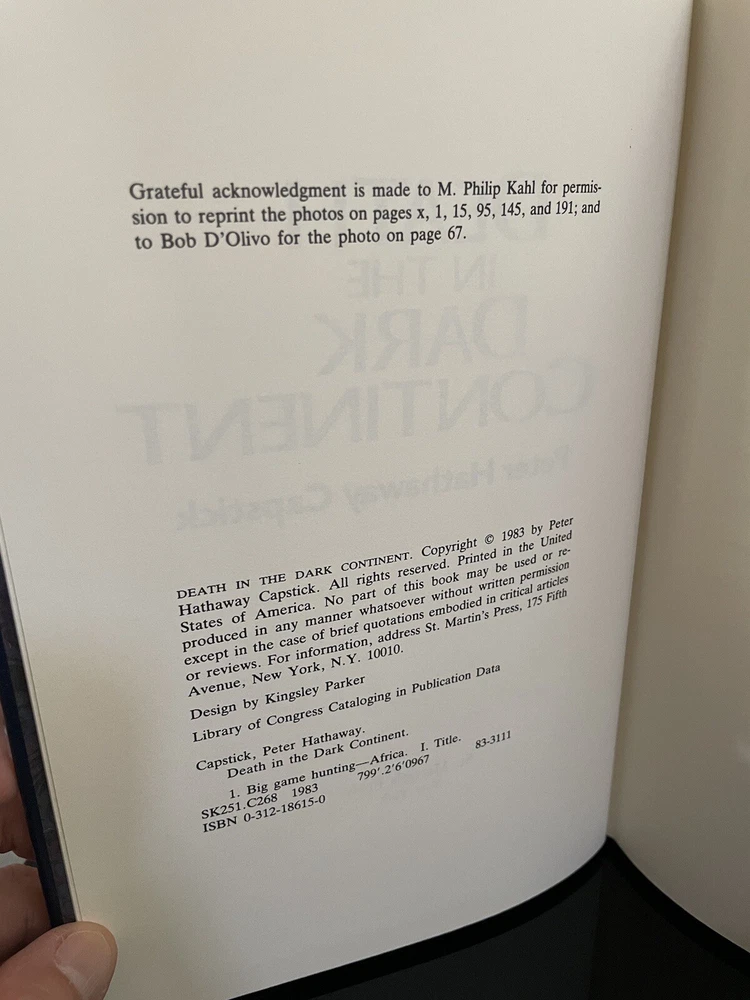 Grateful acknowledgment is made to M. Philip Kahl for permis-
sion to reprint the photos on pages x, 1, 15, 95, 145, and 191; and
to Bob D'Olivo for the photo on page 67.
IN THE
DARK
CONTINENT
Peter Hathaway Capstick
DEATH IN THE DARK CONTINENT. Copyright © 1983 by Peter
Hathaway Capstick. All rights reserved. Printed in the United
States of America. No part of this book may be used or re-
produced in any manner whatsoever without written permission
except in the case of brief quotations embodied in critical articles
or reviews. For information, address St. Martin's Press, 175 Fifth
Avenue, New York, N.Y. 10010.
Design by Kingsley Parker
Library of Congress Cataloging in Publication Data
Capstick, Peter Hathaway.
Death in the Dark Continent.
1. Big game hunting—Africa. I. Title.
SK251.C268 1983 799'.2'6'0967 83-3111
ISBN 0-312-18615-0